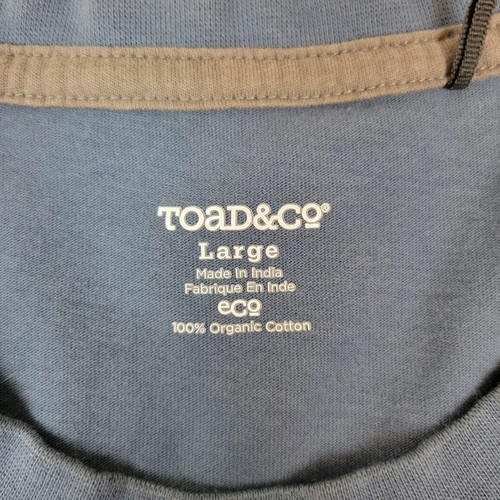 TOAD&CO®
Large
Made In India
Fabrique En Inde
eCO
100% Organic Cotton